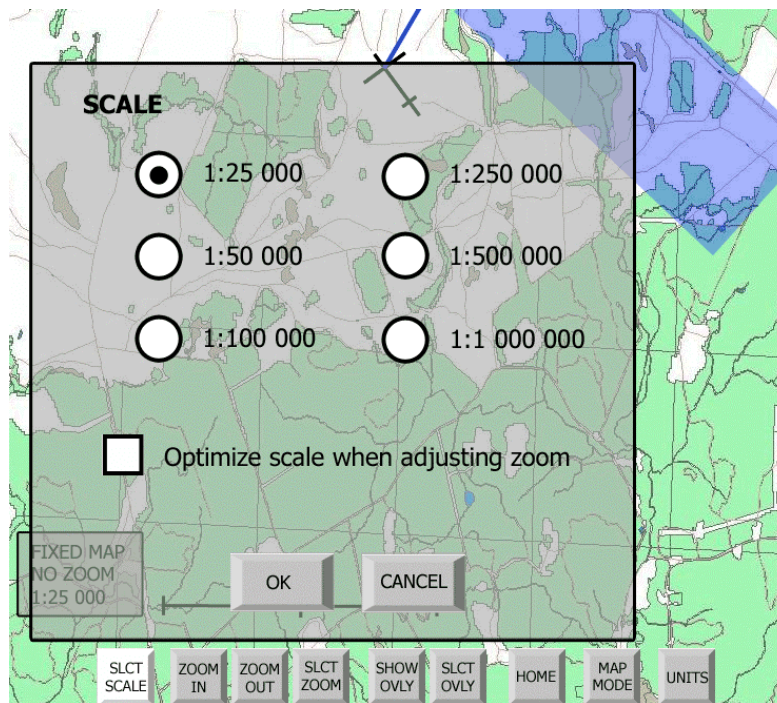 SCALE
1:25 000
1:250 000
1:50 000
1:500 000
1:100 000
1:1 000 000
Optimize scale when adjusting zoom
FIXED MAP
NO ZOOM
1:25 000
OK
CANCEL
SLCT
SCALE
ZOOM
IN
ZOOM
OUT
SLCT
ZOOM
SHOW
OVLY
SLCT
OVLY
HOME
MAP
MODE
UNITS